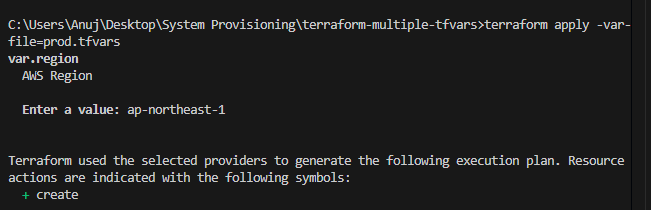 C:\Users\Anuj\Desktop\System Provisioning\terraform-multiple-tfvars>terraform apply -var-
file=prod.tfvars
var.region
  AWS Region

  Enter a value: ap-northeast-1

Terraform used the selected providers to generate the following execution plan. Resource
actions are indicated with the following symbols:
  + create